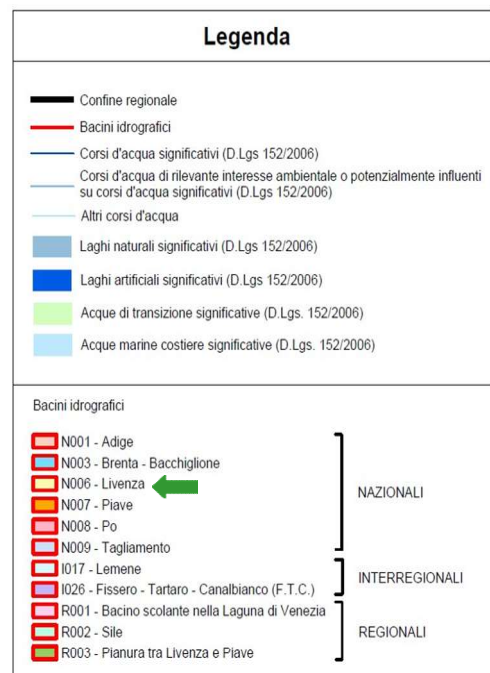 Legenda
Confine regionale
Bacini idrografici
Corsi d'acqua significativi (D.Lgs 152/2006)
Corsi d'acqua di rilevante interesse ambientale o potenzialmente influenti
su corsi d'acqua significativi (D.Lgs 152/2006)
Altri corsi d'acqua
Laghi naturali significativi (D.Lgs 152/2006)
Laghi artificiali significativi (D.Lgs 152/2006)
Acque di transizione significative (D.Lgs. 152/2006)
Acque marine costiere significative (D.Lgs. 152/2006)
Bacini idrografici
N001 - Adige
N003 - Brenta - Bacchiglione
N006 - Livenza
N007 - Piave
N008 - Po
N009 - Tagliamento
NAZIONALI
I017 - Lemene
I026 - Fissero - Tartaro - Canalbianco (F.T.C.)
INTERREGIONALI
R001 - Bacino scolante nella Laguna di Venezia
R002 - Sile
R003 - Pianura tra Livenza e Piave
REGIONALI